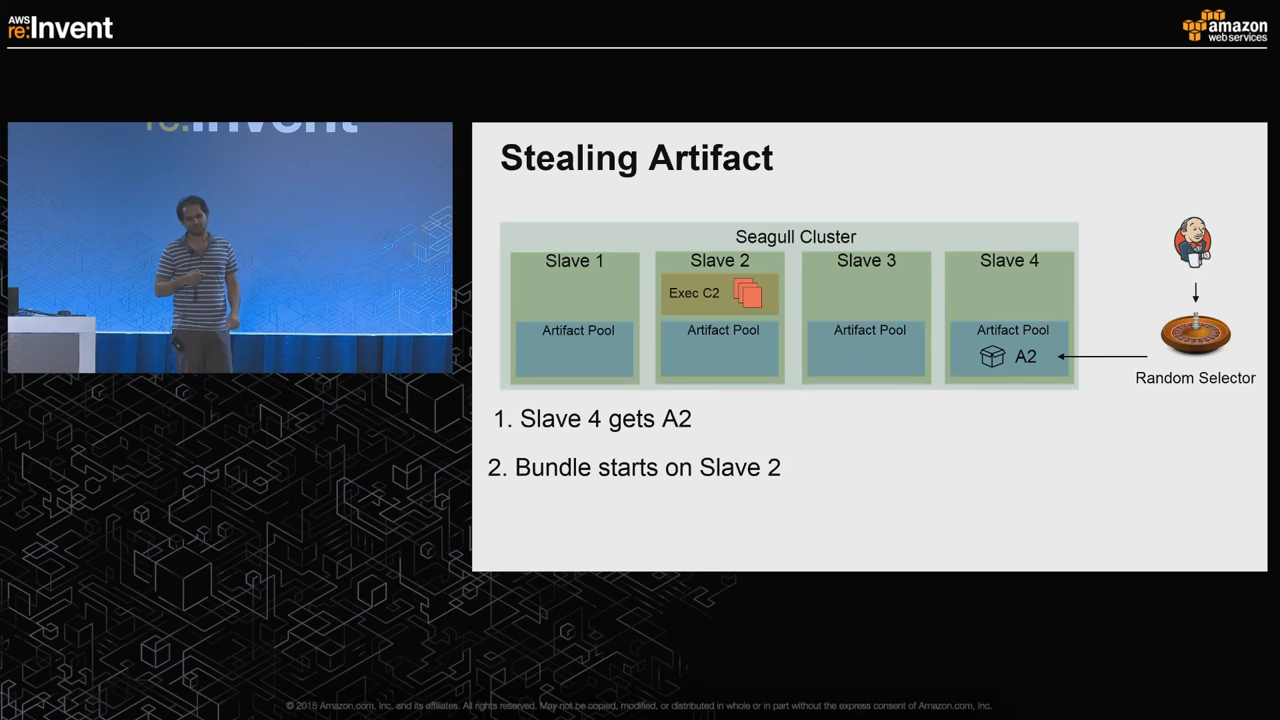 AWS
re:Invent
amazon
web services
re:Invent
Stealing Artifact
Seagull Cluster
Slave 1
Slave 2
Slave 3
Slave 4
Exec C2
Artifact Pool
Artifact Pool
Artifact Pool
Artifact Pool
A2
Random Selector
1. Slave 4 gets A2
2. Bundle starts on Slave 2
© 2015 Amazon.com, Inc. and its affiliates. All rights reserved. May not be copied, modified, or distributed in whole or in part without the express consent of Amazon.com, Inc.